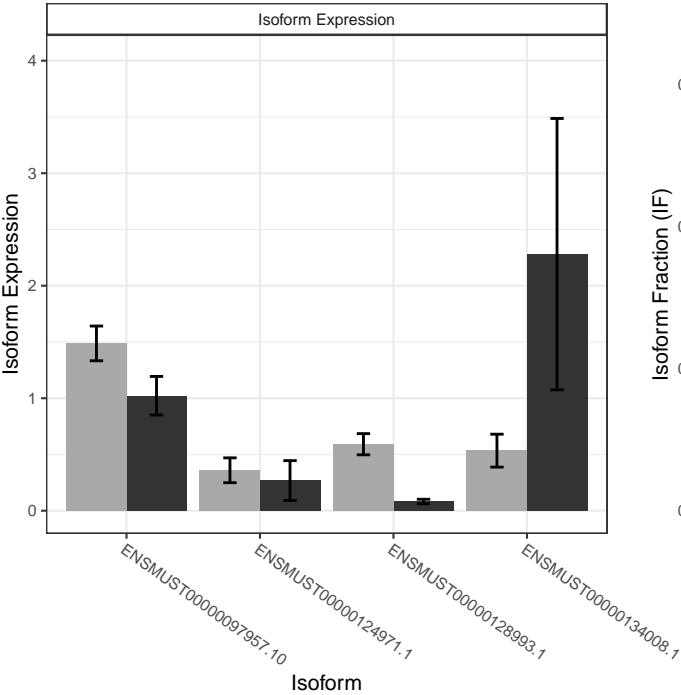 Isoform Expression
4
3
2
1
0
Isoform Expression
ENSMUST00000097957.10
ENSMUST00000124971.1
ENSMUST00000128993.1
ENSMUST00000134008.1
Isoform
Isoform Fraction (IF)